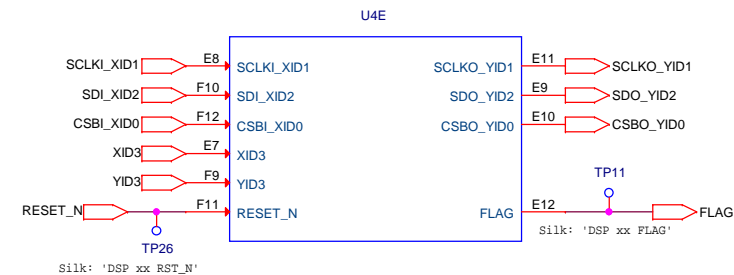 U4E
SCLKI_XID1 E8 SCLKI_XID1 SCLKO_YID1 E11 SCLKO_YID1
SDI_XID2 F10 SDI_XID2 SDO_YID2 E9 SDO_YID2
CSBI_XID0 F12 CSBI_XID0 CSBO_YID0 E10 CSBO_YID0
XID3 E7 XID3
YID3 F9 YID3
TP11
RESET_N F11 RESET_N FLAG E12 FLAG
Silk: 'DSP xx FLAG'
TP26
Silk: 'DSP xx RST_N'